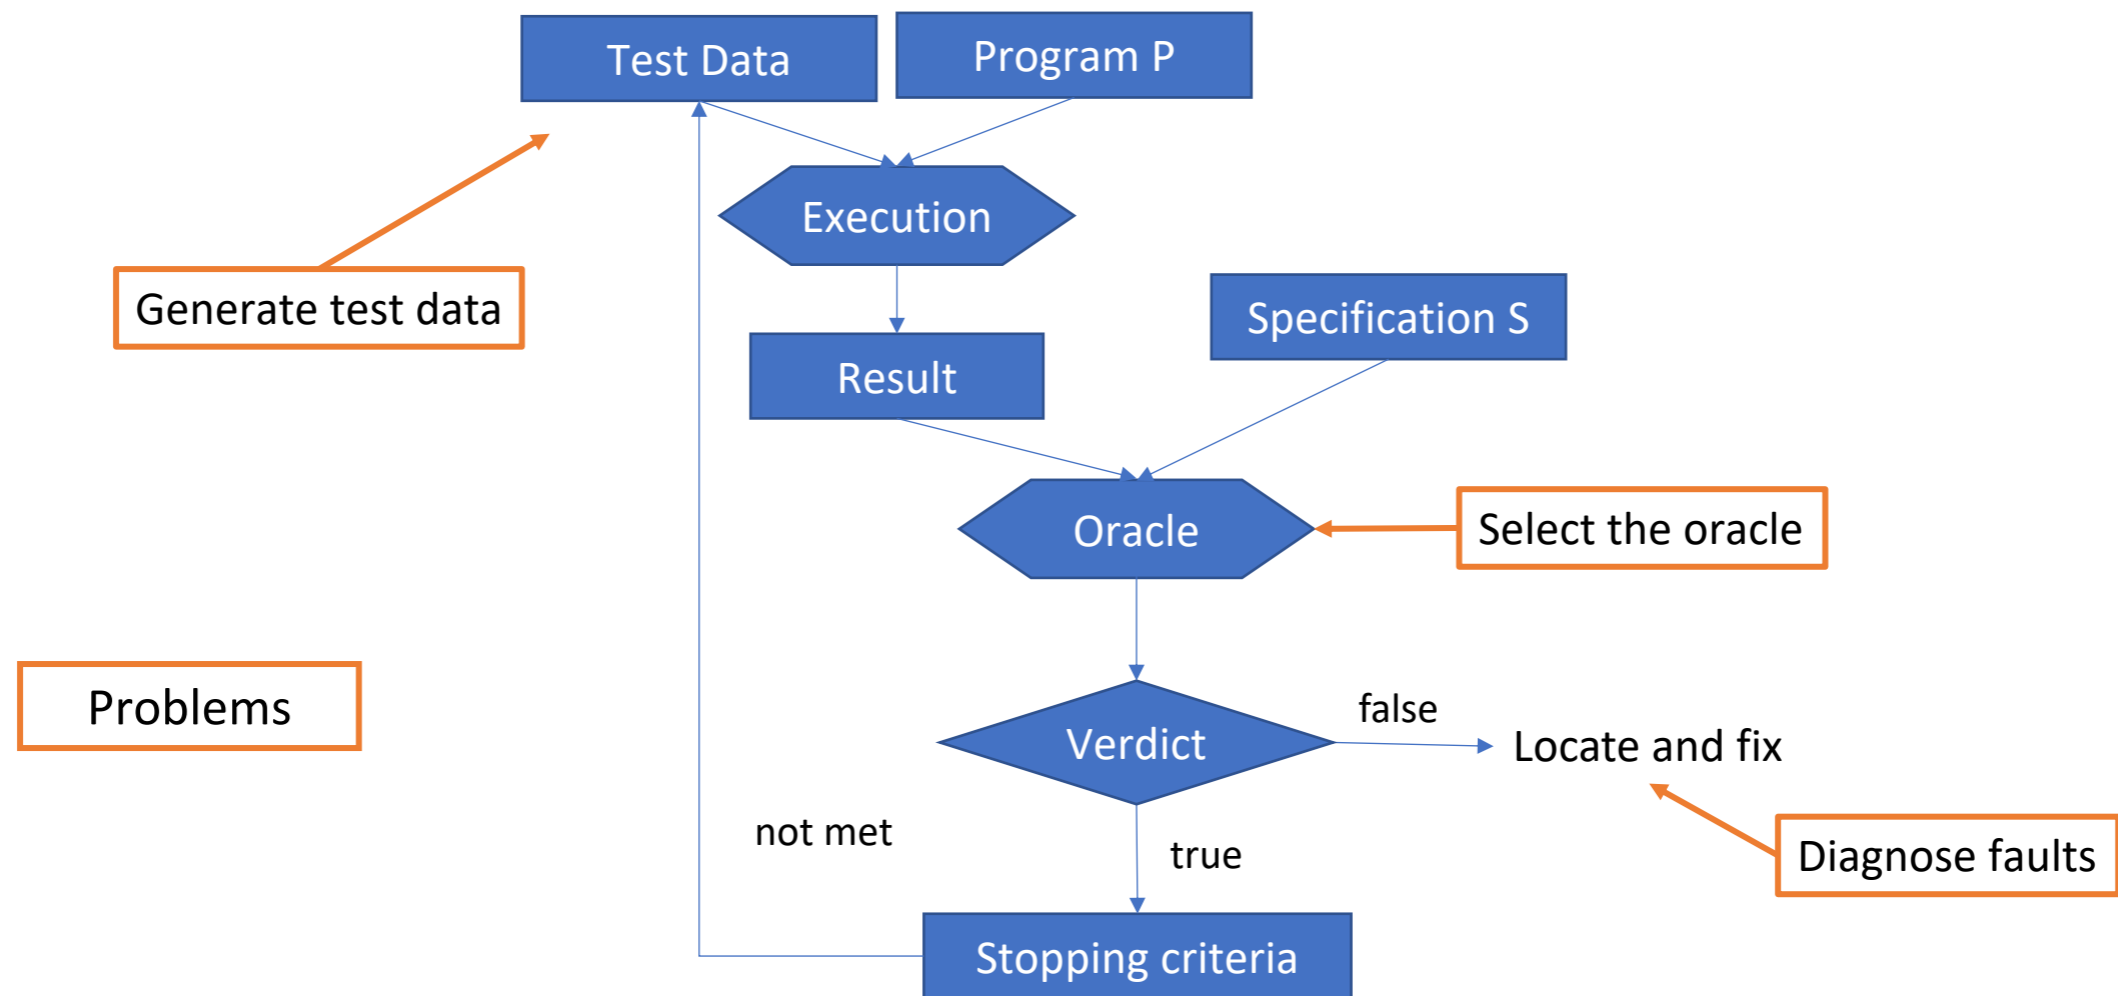 Test Data
Program P
Execution
Generate test data
Specification S
Result
Oracle
Select the oracle
Problems
false
Verdict
Locate and fix
not met
true
Diagnose faults
Stopping criteria